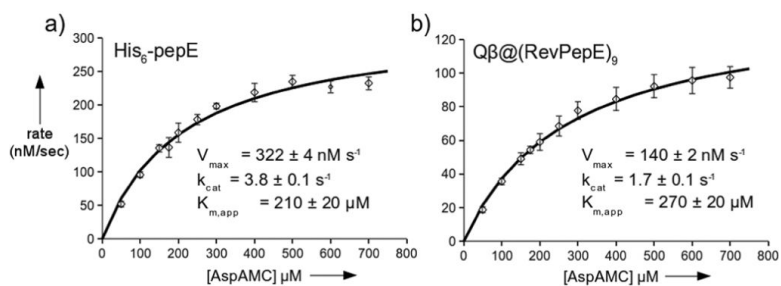 a)
His6-pepE
300
250
200
150
100
50
0
rate
(nM/sec)
Vmax = 322 ± 4 nM s-1
kcat = 3.8 ± 0.1 s-1
Km,app = 210 ± 20 µM
0 100 200 300 400 500 600 700 800
[AspAMC] µM
b)
Qβ@(RevPepE)9
120
100
80
60
40
20
0
Vmax = 140 ± 2 nM s-1
kcat = 1.7 ± 0.1 s-1
Km,app = 270 ± 20 µM
0 100 200 300 400 500 600 700 800
[AspAMC] µM